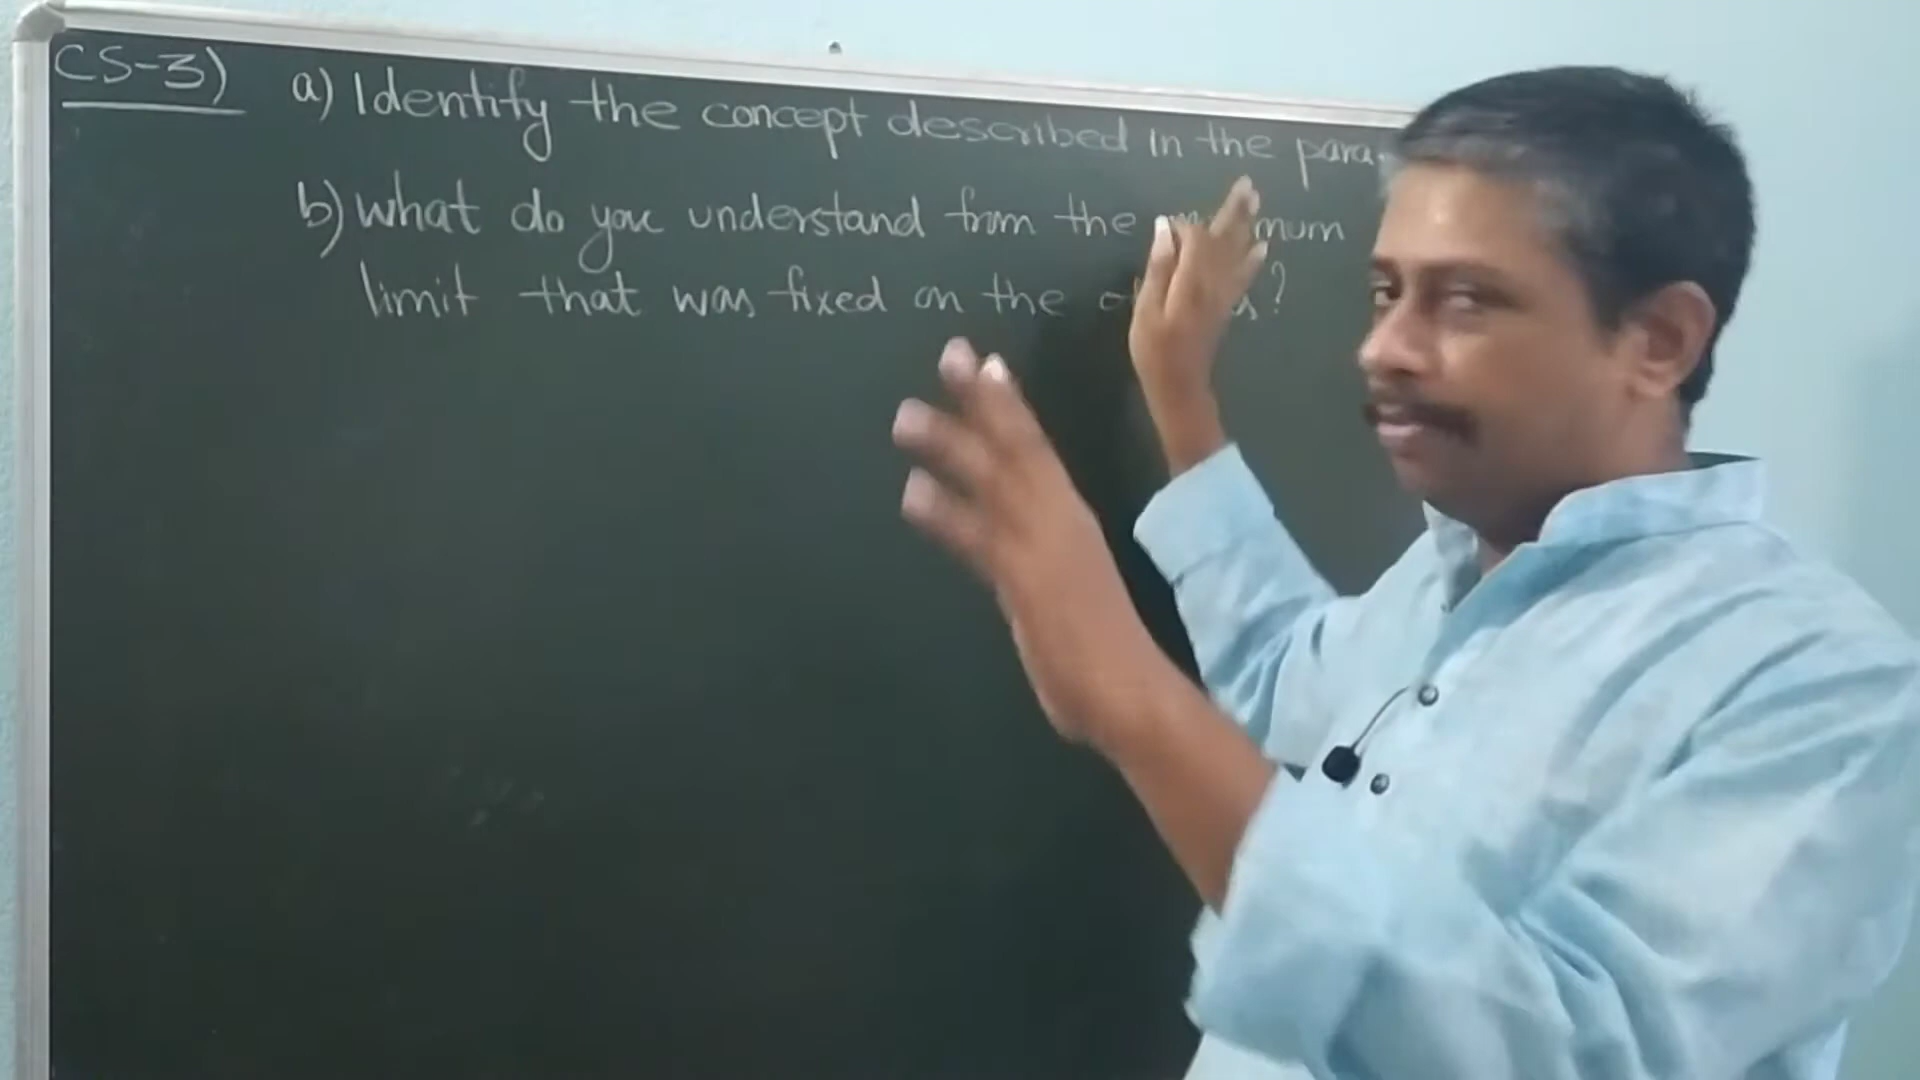 CS-3)
a) Identify the concept described in the para
b) what do you understand from the
limit that was fixed on the